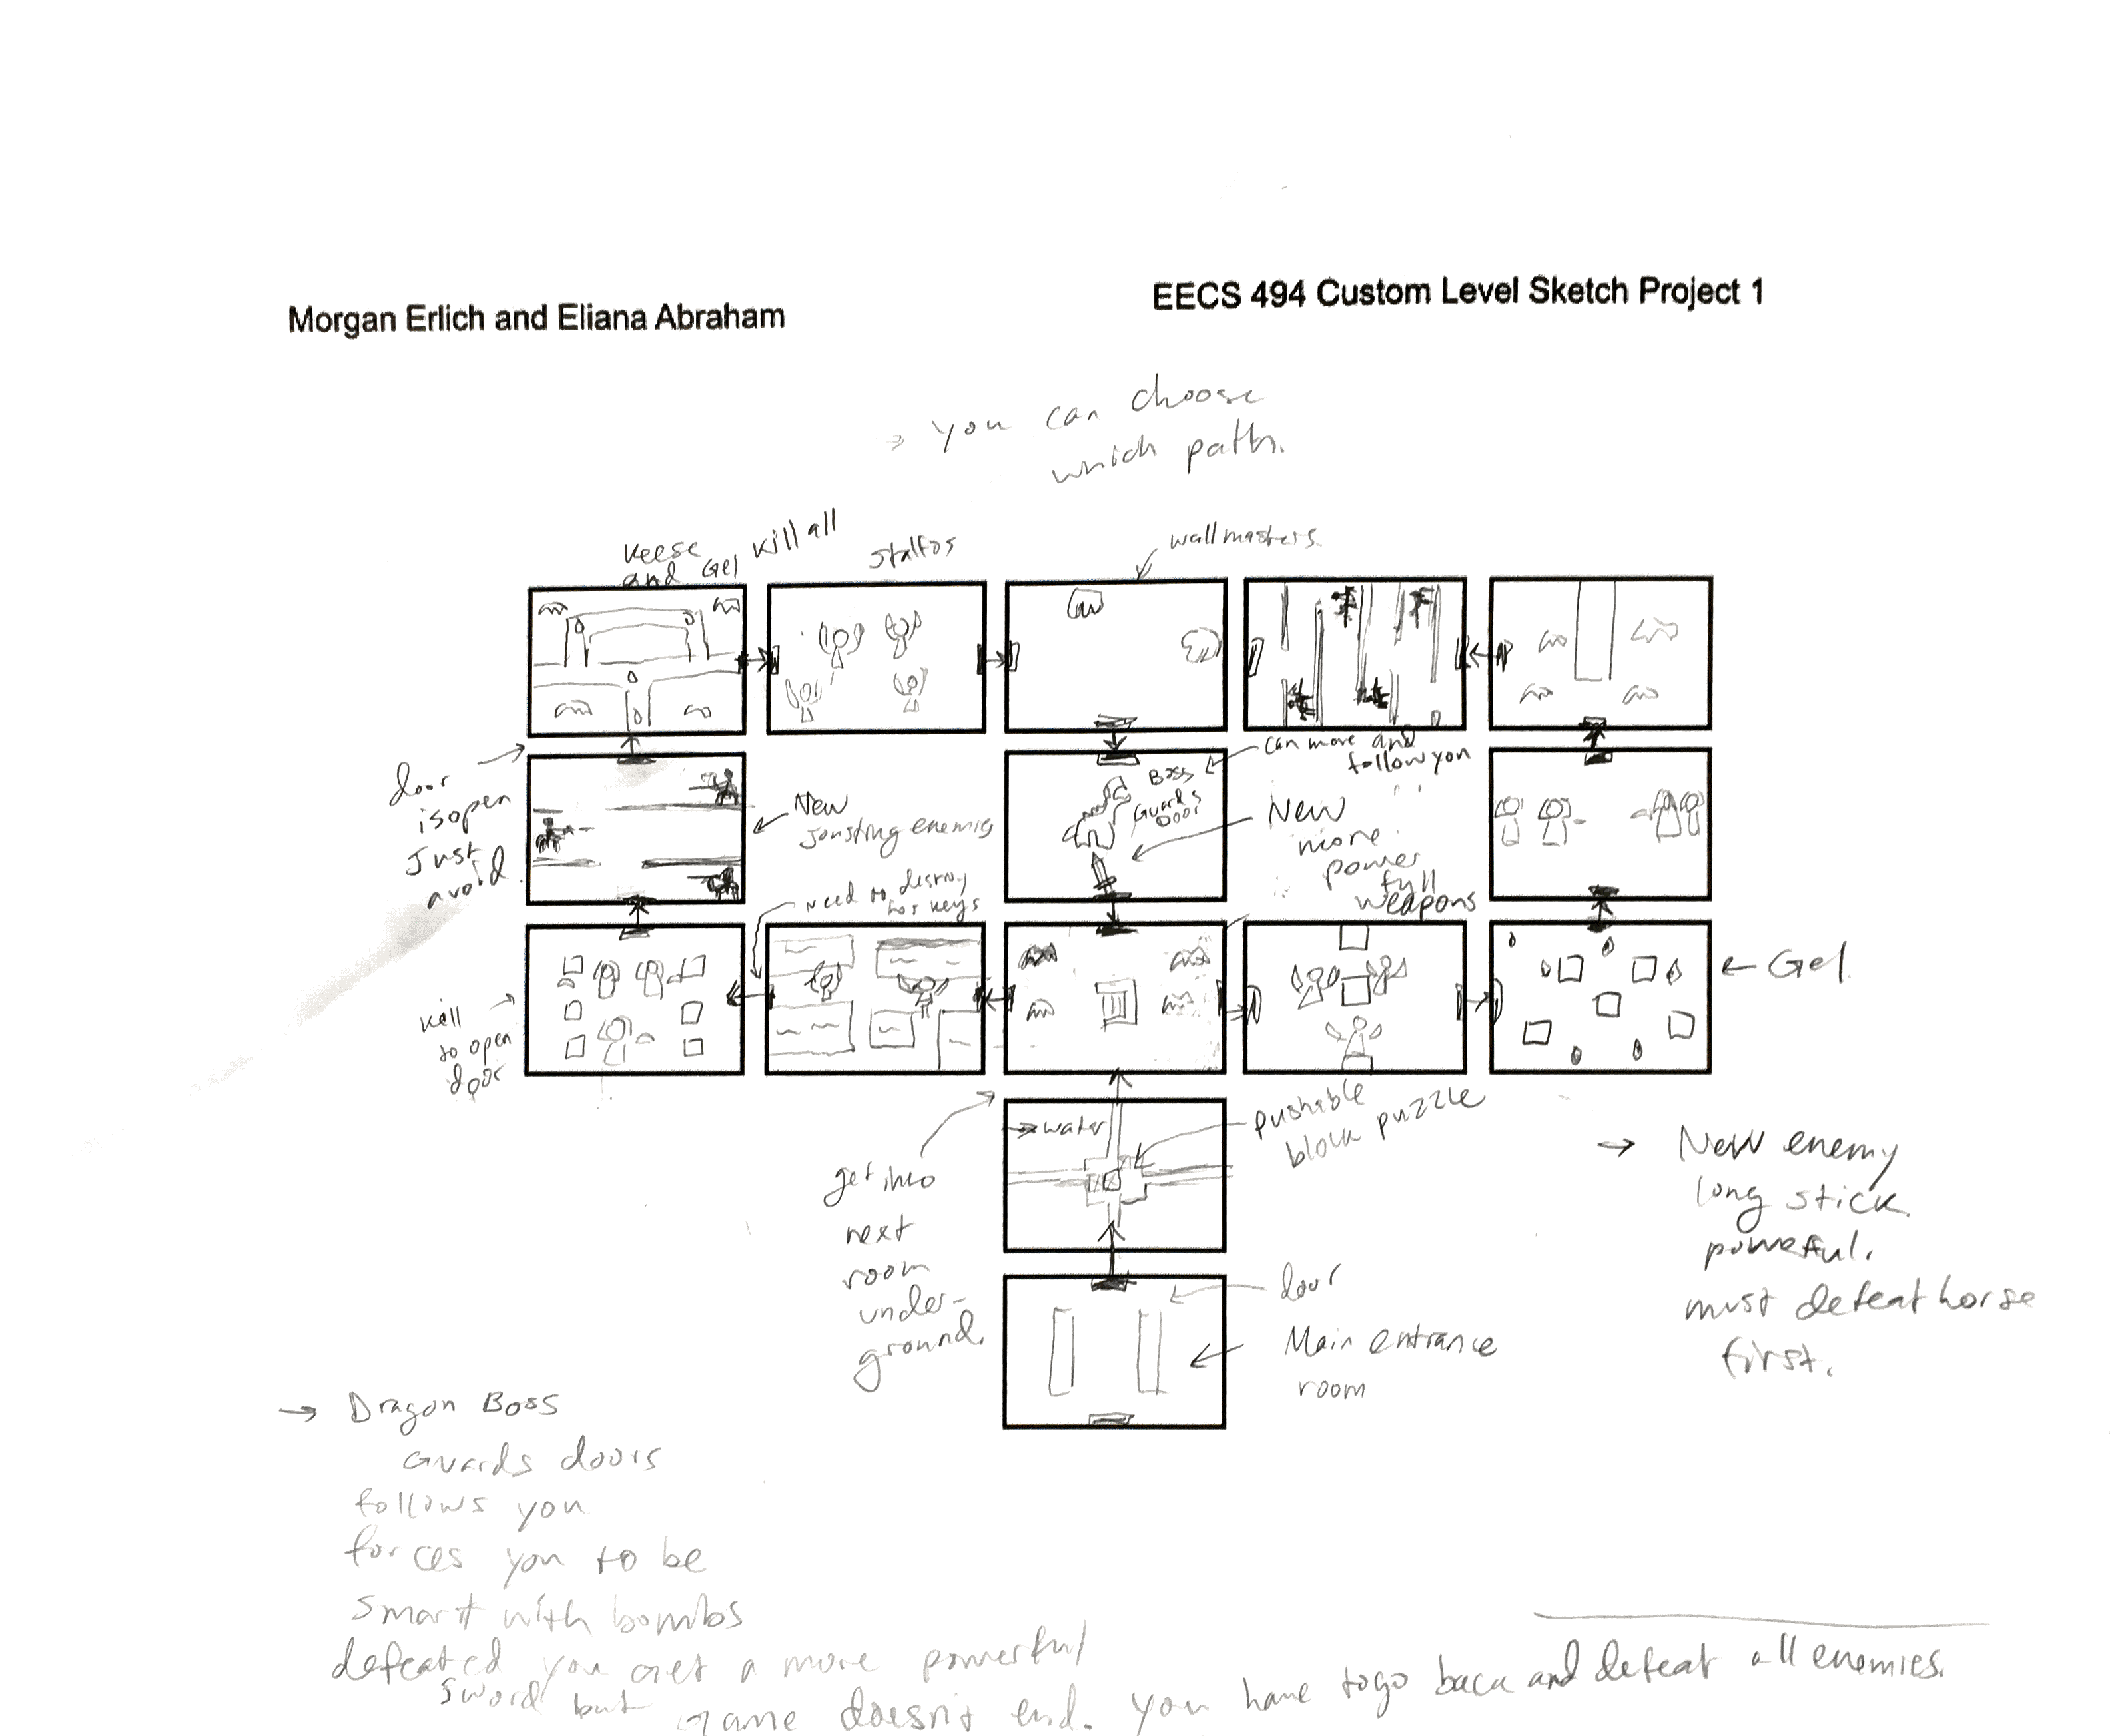 Morgan Erlich and Eliana Abraham
EECS 494 Custom Level Sketch Project 1
→ you can choose
which path.
Keese
and Gel
kill all
Stalfos
wallmasters
door
is open
Just
avoid
New
Jousting enemies
Boss
Guards
Door
can move and
follow you
New
more
power
full
weapons
need to destroy
for keys
kill
to open
door
← Gel
→ water
pushable
block puzzle
get into
next
room
under-
ground.
door
Main entrance
room
→ New enemy
long stick
powerful.
must defeat horse
first.
→ Dragon Boss
Guards doors
follows you
forces you to be
smart with bombs
defeated you get a more powerful
sword but game doesn't end. you have to go back and defeat all enemies.